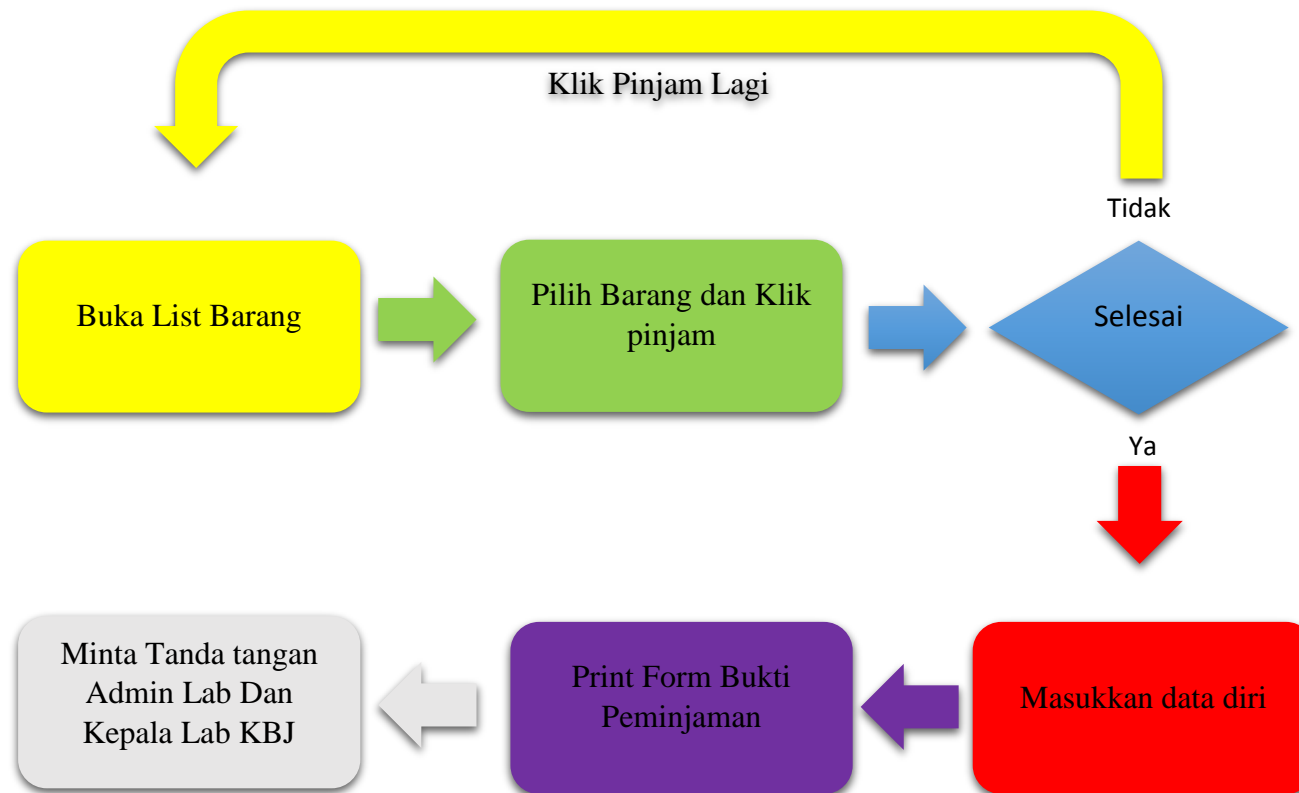 Klik Pinjam Lagi
Tidak
Buka List Barang
Pilih Barang dan Klik
pinjam
Selesai
Ya
Masukkan data diri
Print Form Bukti
Peminjaman
Minta Tanda tangan
Admin Lab Dan
Kepala Lab KBJ